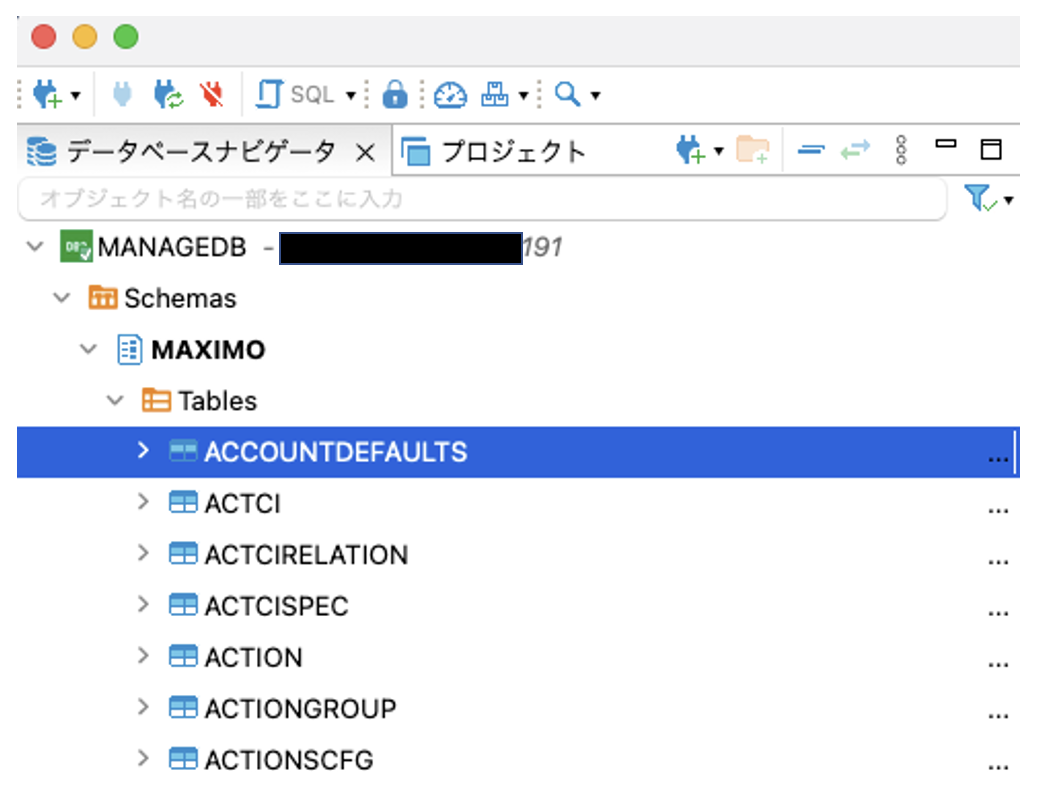 SQL
データベースナビゲータ × プロジェクト
オブジェクト名の一部をここに入力
MANAGEDB - 191
Schemas
MAXIMO
Tables
ACCOUNTDEFAULTS ...
ACTCI ...
ACTCIRELATION ...
ACTCISPEC ...
ACTION ...
ACTIONGROUP ...
ACTIONSCFG ...